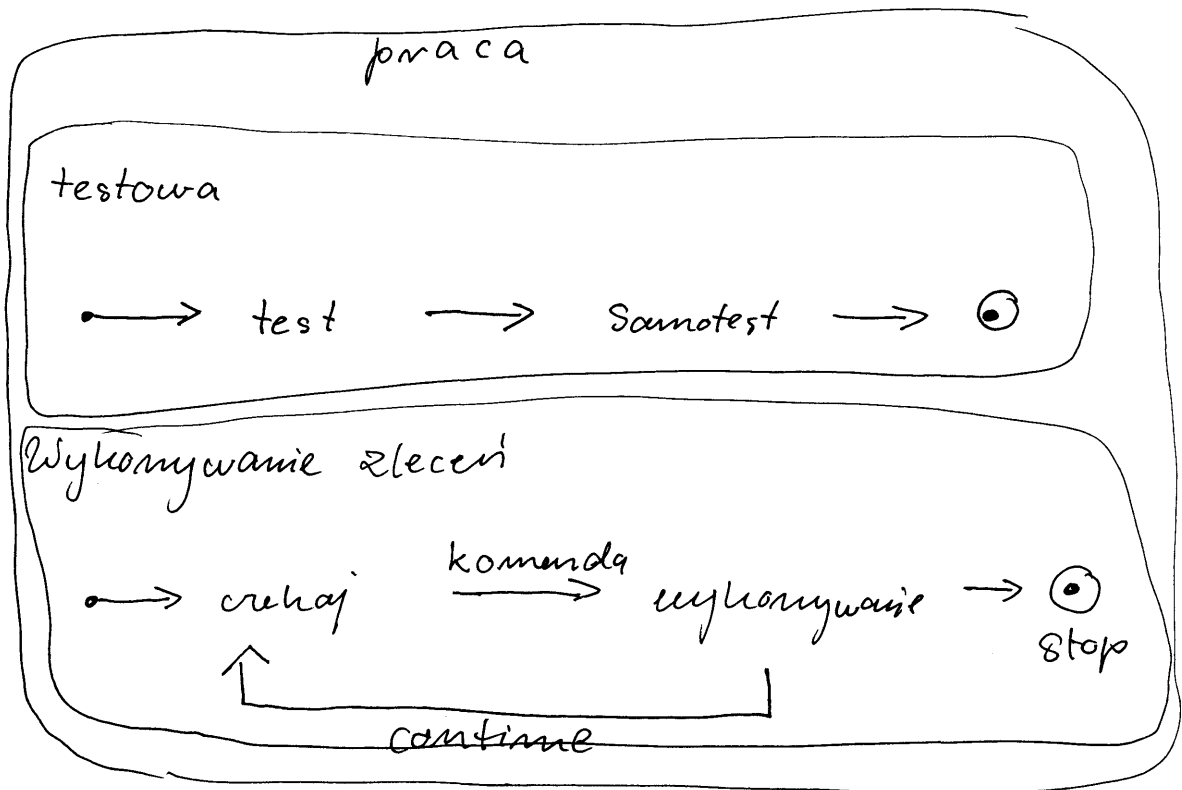 praca
testowa
test Samotest
Wykonywanie zleceń
komenda
czekaj wykonywanie
stop
continue